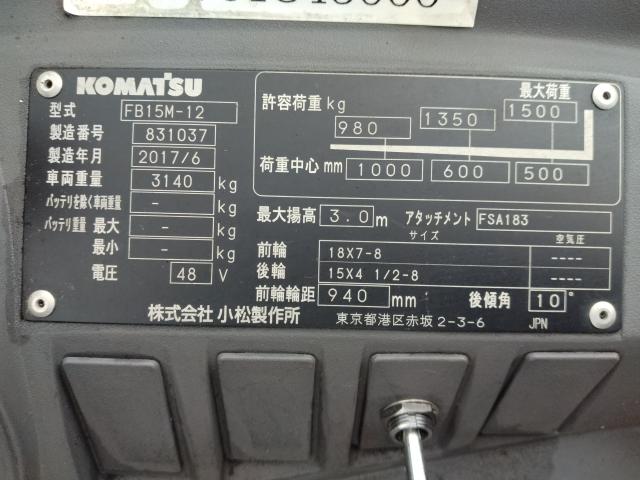 KOMATSU
型式 FB15M-12
製造番号 831037
製造年月 2017/6
車両重量 3140 kg
バッテリを除く車両重量 - kg
バッテリ重量 最大 - kg
最小 - kg
電圧 48 V
許容荷重 kg 980 1350 最大荷重 1500
荷重中心 mm 1000 600 500
最大揚高 3.0 m アタッチメント FSA183
サイズ 空気圧
前輪 18X7-8 ----
後輪 15X4 1/2-8 ----
前輪輪距 940 mm 後傾角 10°
株式会社 小松製作所 東京都港区赤坂 2-3-6 JPN